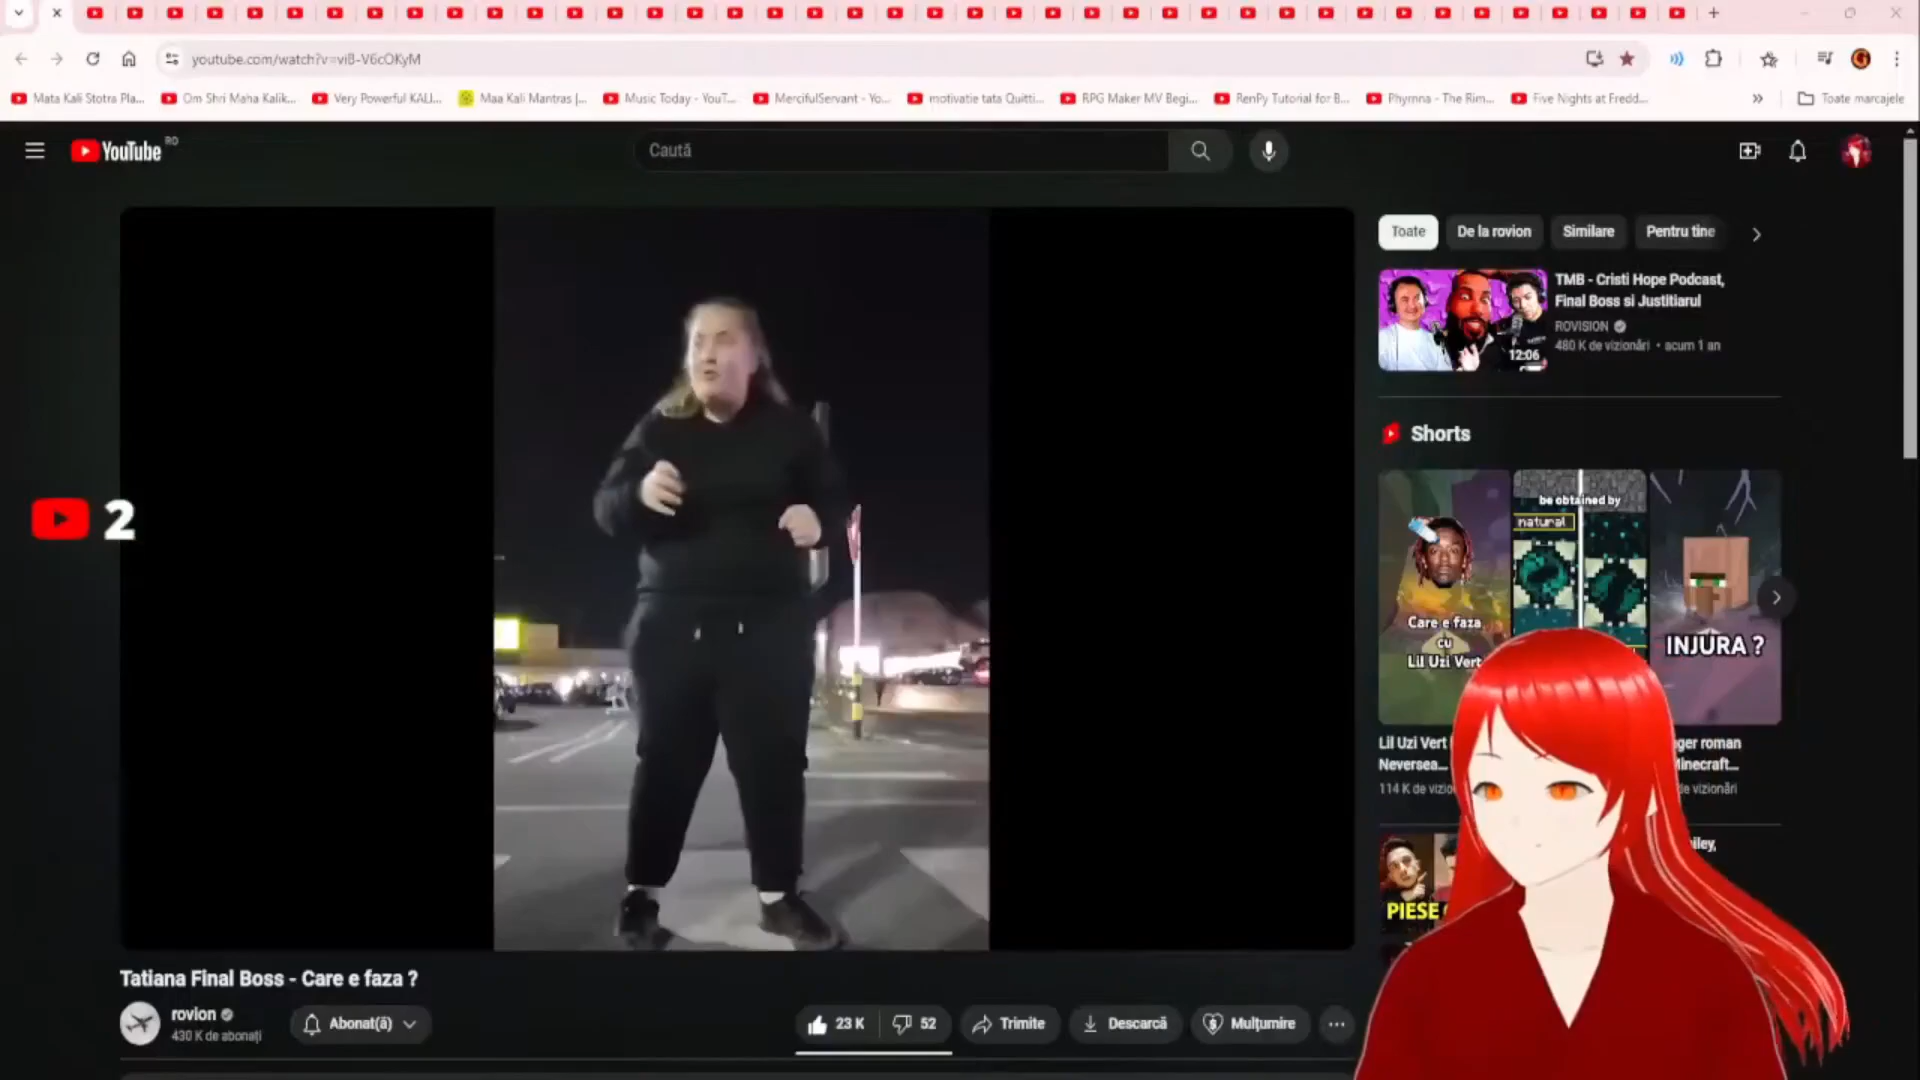 youtube.com/watch?v=viB-V6cOKyM
Mata Kali Stotra Pla...
Om Shri Maha Kalik...
Very Powerful KALI...
Maa Kali Mantras |...
Music Today - YouT...
MercifulServant - Yo...
motivatie tata Quitti...
RPG Maker MV Begi...
RenPy Tutorial for B...
Phymna - The Rim...
Five Nights at Fredd...
Toate marcajele
YouTube RO
Caută
Toate
De la rovion
Similare
Pentru tine
TMB - Cristi Hope Podcast,
Final Boss si Justitiarul
ROVISION
480 K de vizionări • acum 1 an
12:06
Shorts
2
Care e faza
cu
Lil Uzi Vert
be obtained by
natural
INJURA ?
Lil Uzi Vert
Neversea...
114 K de vizio
ger roman
Minecraft...
de vizionări
PIESE
Tatiana Final Boss - Care e faza ?
rovion
430 K de abonați
Abonat(ă)
23 K
52
Trimite
Descarcă
Mulțumire